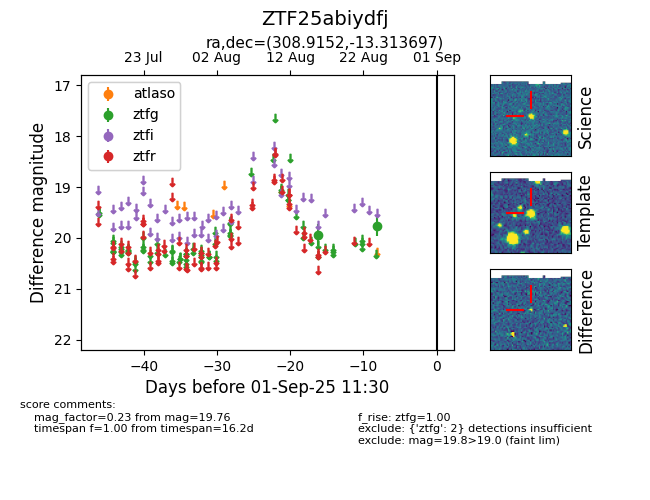 ZTF25abiydfj
ra,dec=(308.9152,-13.313697)
23 Jul 02 Aug 12 Aug 22 Aug 01 Sep
atlaso
ztfg
ztfi
ztfr
17
18
19
20
21
22
Difference magnitude
−40 −30 −20 −10 0
Days before 01-Sep-25 11:30
Science
Template
Difference
score comments:
mag_factor=0.23 from mag=19.76
timespan f=1.00 from timespan=16.2d
f_rise: ztfg=1.00
exclude: {'ztfg': 2} detections insufficient
exclude: mag=19.8>19.0 (faint lim)